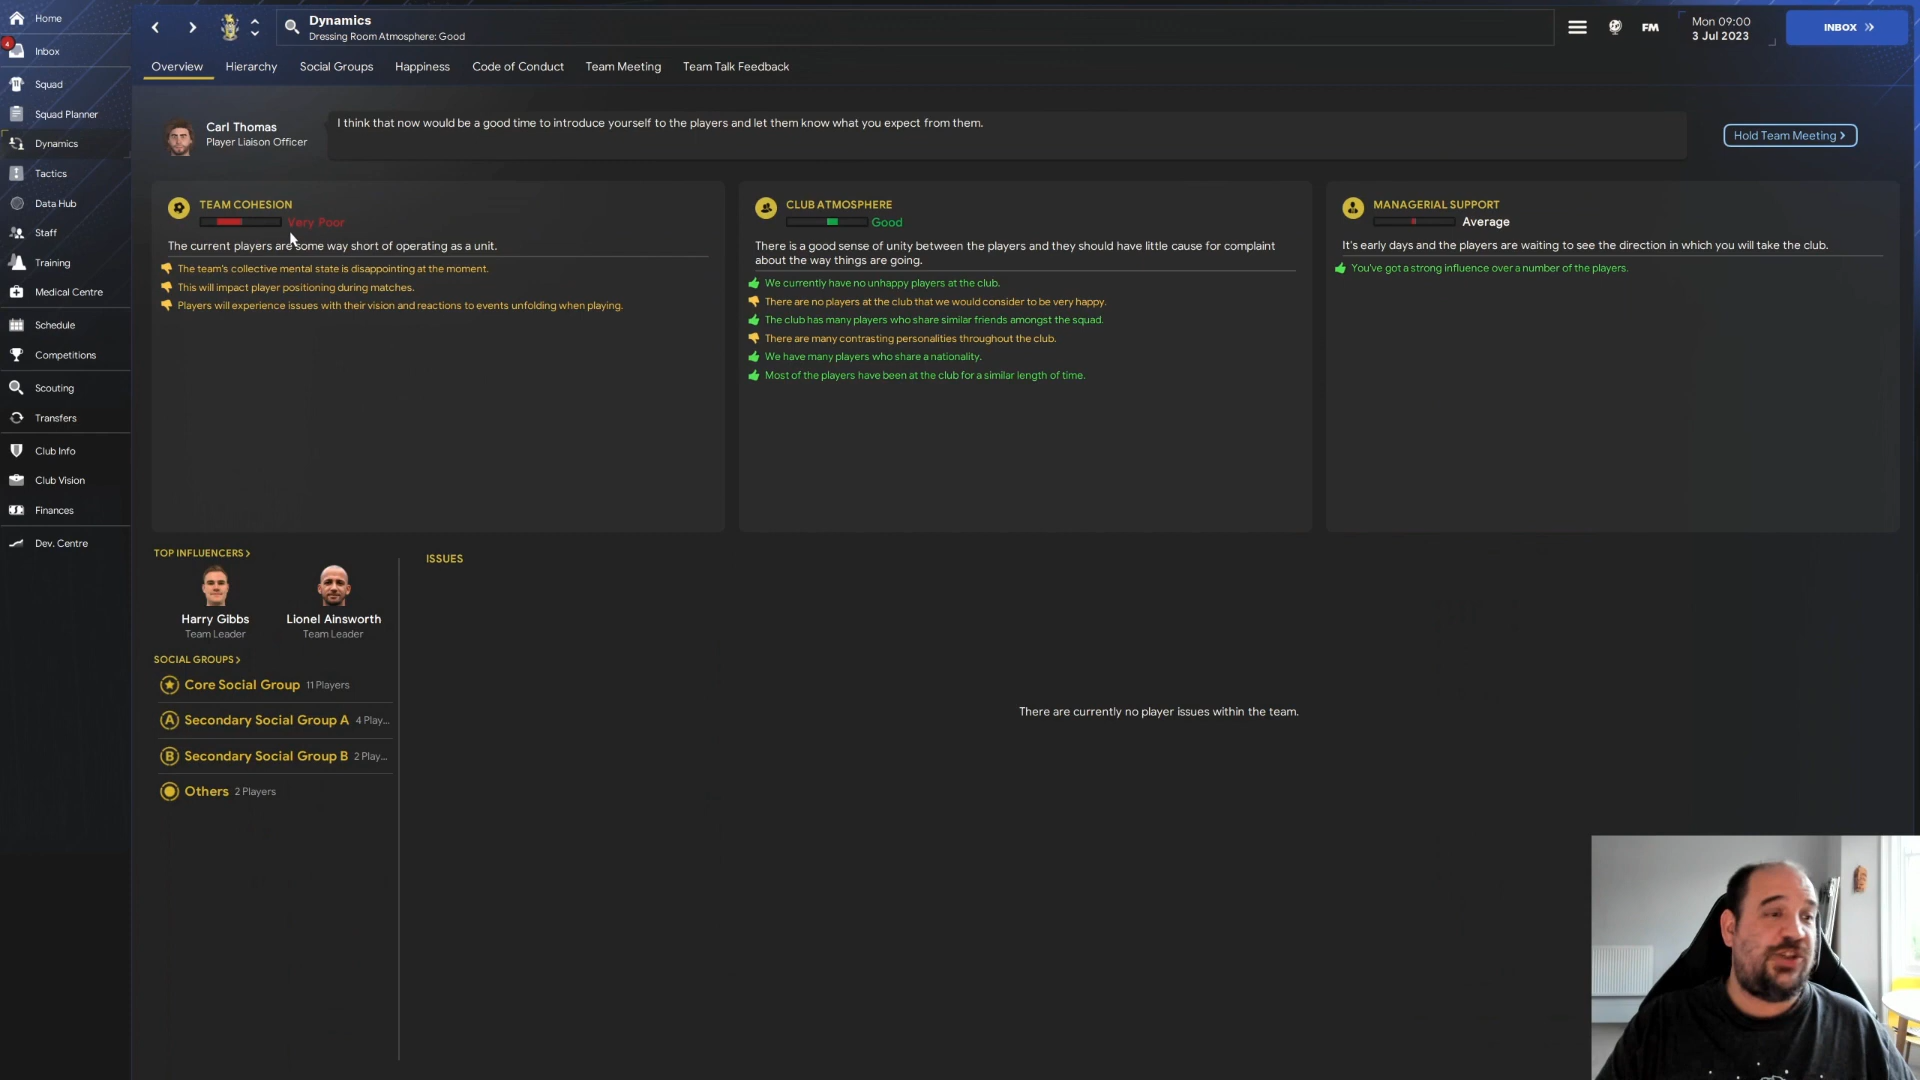 Home
4
Inbox
Squad
Squad Planner
Dynamics
Tactics
Data Hub
Staff
Training
Medical Centre
Schedule
Competitions
Scouting
Transfers
Club Info
Club Vision
Finances
Dev. Centre
Dynamics
Dressing Room Atmosphere: Good
FM
Mon 09:00
3 Jul 2023
INBOX
Overview Hierarchy Social Groups Happiness Code of Conduct Team Meeting Team Talk Feedback
Carl Thomas
Player Liaison Officer
I think that now would be a good time to introduce yourself to the players and let them know what you expect from them.
Hold Team Meeting >
TEAM COHESION
Very Poor
The current players are some way short of operating as a unit.
The team's collective mental state is disappointing at the moment.
This will impact player positioning during matches.
Players will experience issues with their vision and reactions to events unfolding when playing.
CLUB ATMOSPHERE
Good
There is a good sense of unity between the players and they should have little cause for complaint
about the way things are going.
We currently have no unhappy players at the club.
There are no players at the club that we would consider to be very happy.
The club has many players who share similar friends amongst the squad.
There are many contrasting personalities throughout the club.
We have many players who share a nationality.
Most of the players have been at the club for a similar length of time.
MANAGERIAL SUPPORT
Average
It's early days and the players are waiting to see the direction in which you will take the club.
You've got a strong influence over a number of the players.
TOP INFLUENCERS >
Harry Gibbs
Team Leader
Lionel Ainsworth
Team Leader
SOCIAL GROUPS >
Core Social Group 11 Players
A Secondary Social Group A 4 Play...
B Secondary Social Group B 2 Play...
Others 2 Players
ISSUES
There are currently no player issues within the team.